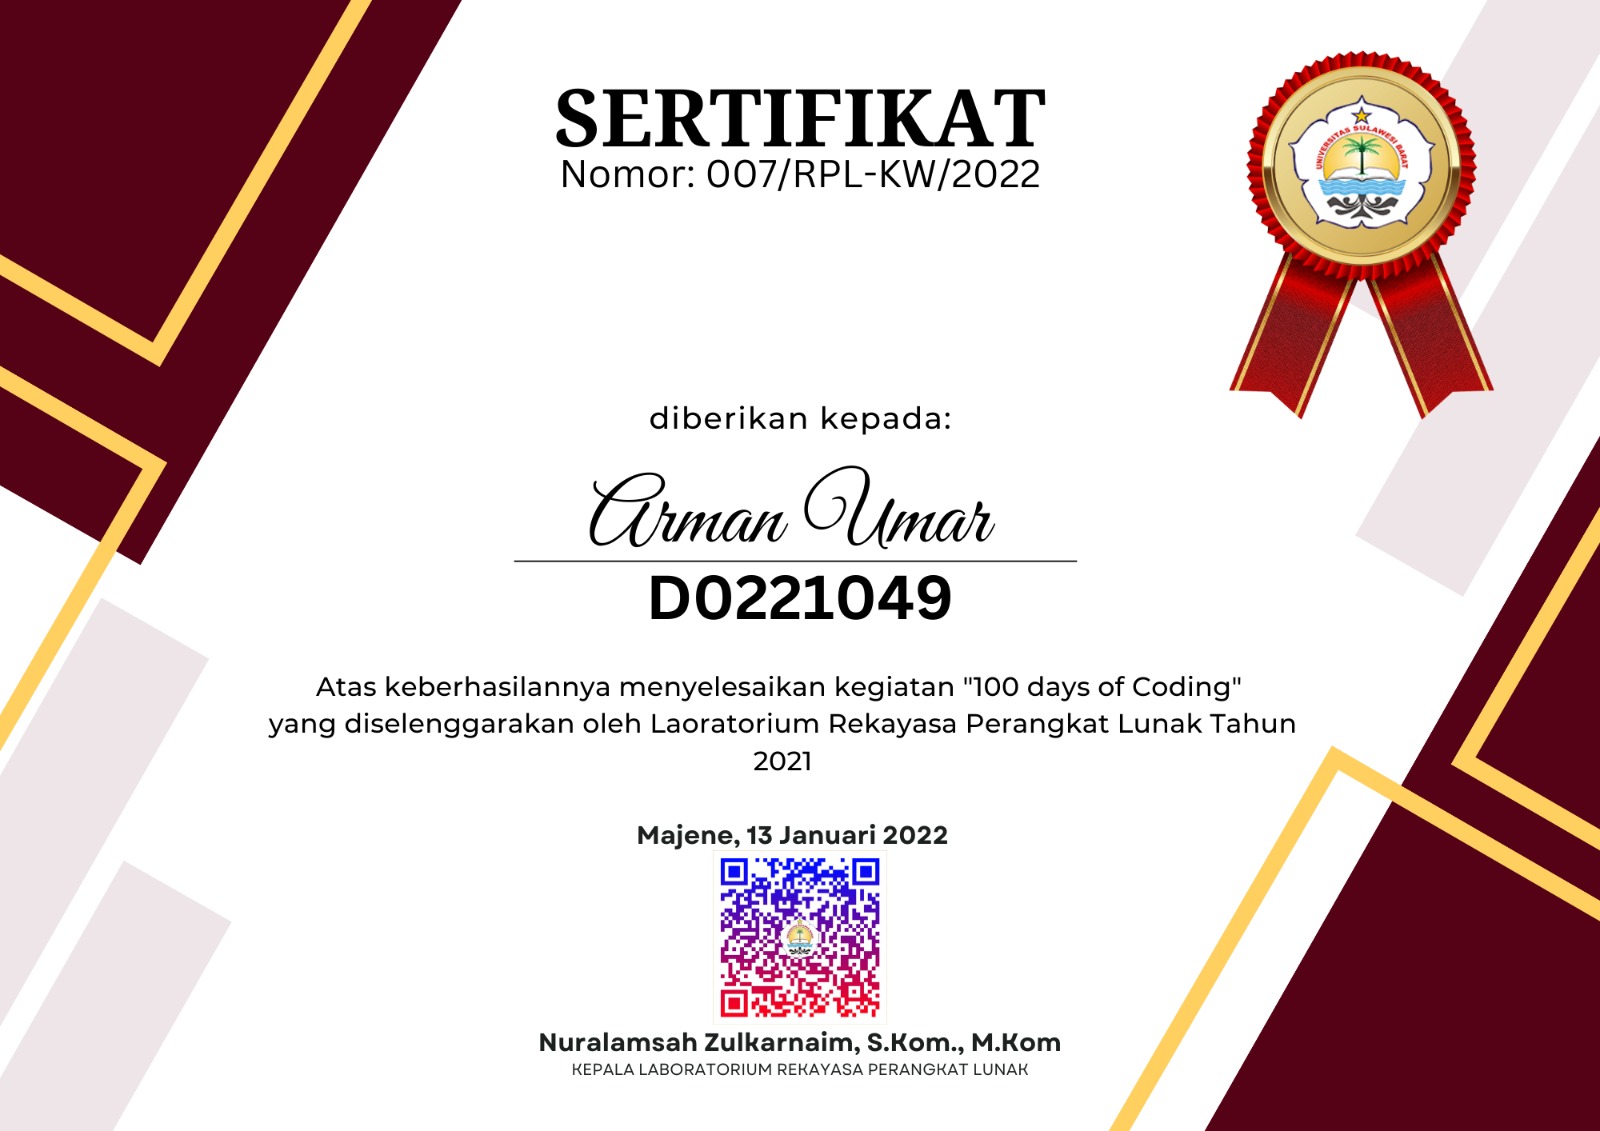 SERTIFIKAT
Nomor: 007/RPL-KW/2022
UNIVERSITAS SULAWESI BARAT
diberikan kepada:
Arman Umar
D0221049
Atas keberhasilannya menyelesaikan kegiatan "100 days of Coding"
yang diselenggarakan oleh Laoratorium Rekayasa Perangkat Lunak Tahun
2021
Majene, 13 Januari 2022
Nuralamsah Zulkarnaim, S.Kom., M.Kom
KEPALA LABORATORIUM REKAYASA PERANGKAT LUNAK